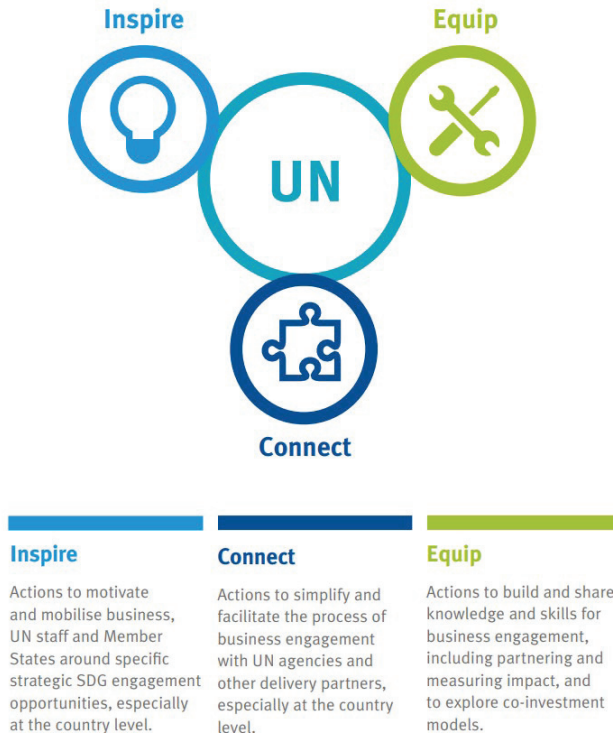 Inspire
Equip
UN
Connect
Inspire
Actions to motivate
and mobilise business,
UN staff and Member
States around specific
strategic SDG engagement
opportunities, especially
at the country level.
Connect
Actions to simplify and
facilitate the process of
business engagement
with UN agencies and
other delivery partners,
especially at the country
level.
Equip
Actions to build and share
knowledge and skills for
business engagement,
including partnering and
measuring impact, and
to explore co-investment
models.